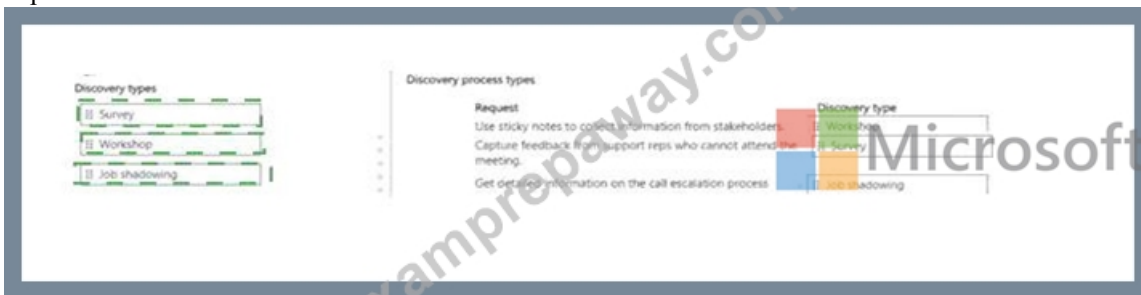 Discovery types
Survey
Workshop
Job shadowing
Discovery process types
Request
Discovery type
Use sticky notes to collect information from stakeholders.
Workshop
Capture feedback from support reps who cannot attend the
meeting.
Survey
Get detailed information on the call escalation process
Job shadowing
Microsoft
examprepaway.com